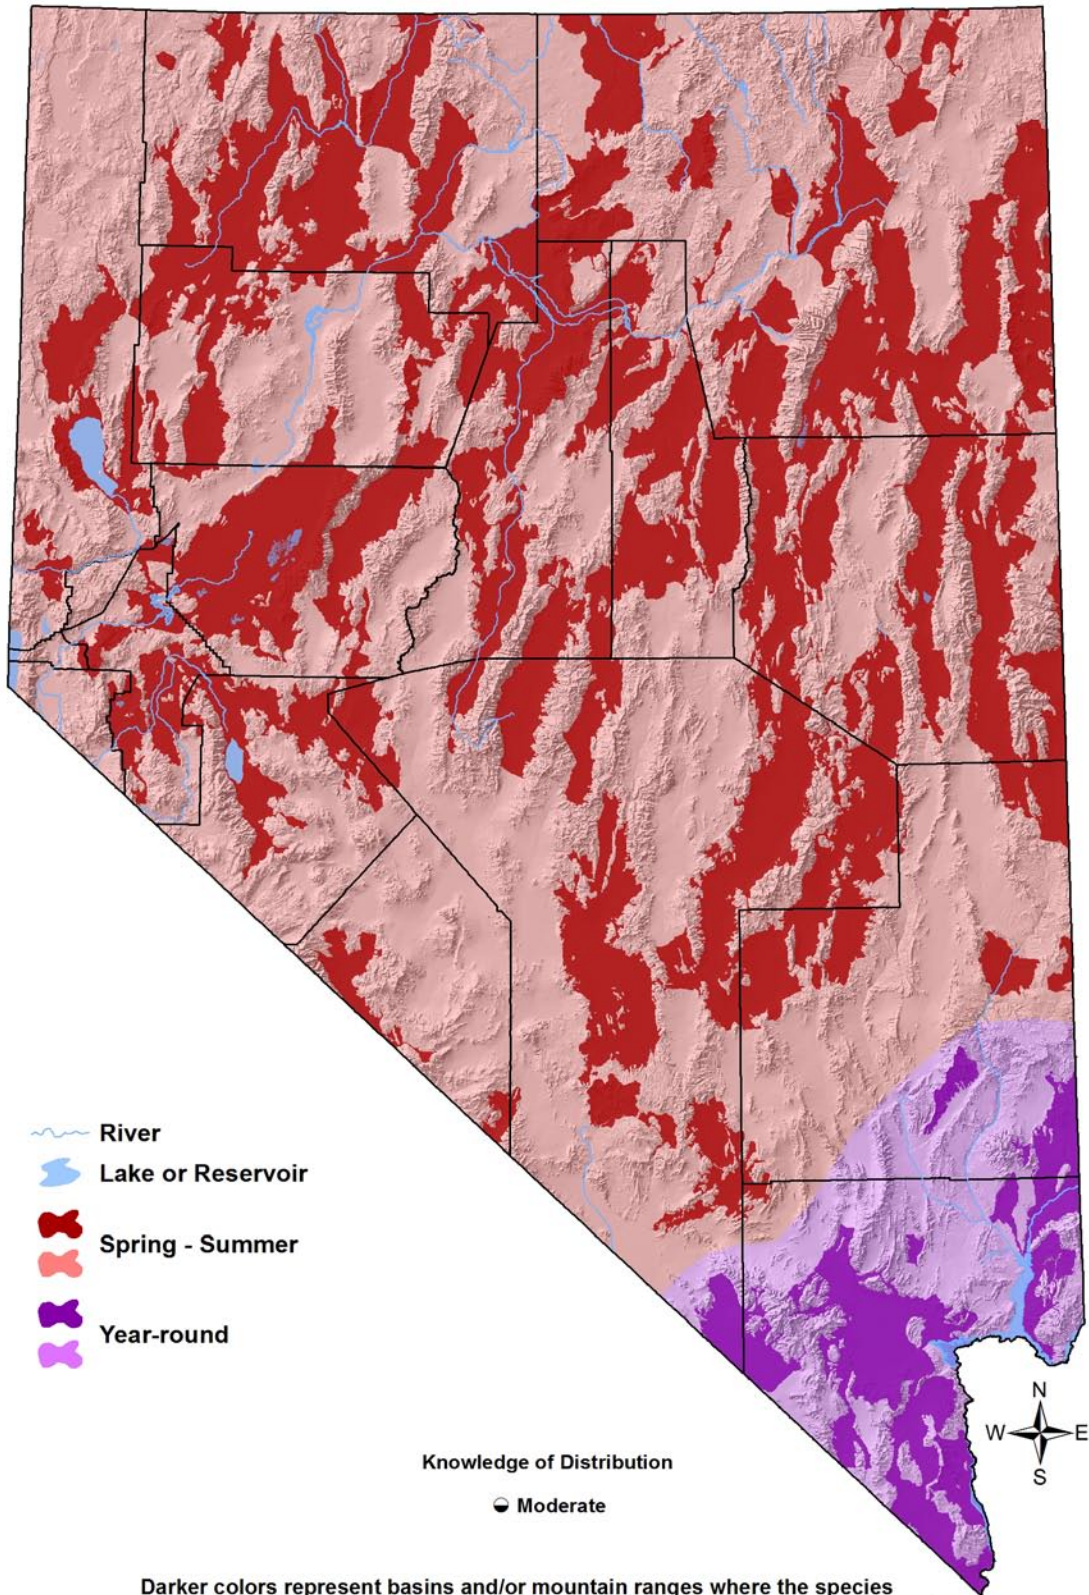 River
Lake or Reservoir
Spring - Summer
Year-round
N
W E
S
Knowledge of Distribution
Moderate
Darker colors represent basins and/or mountain ranges where the species